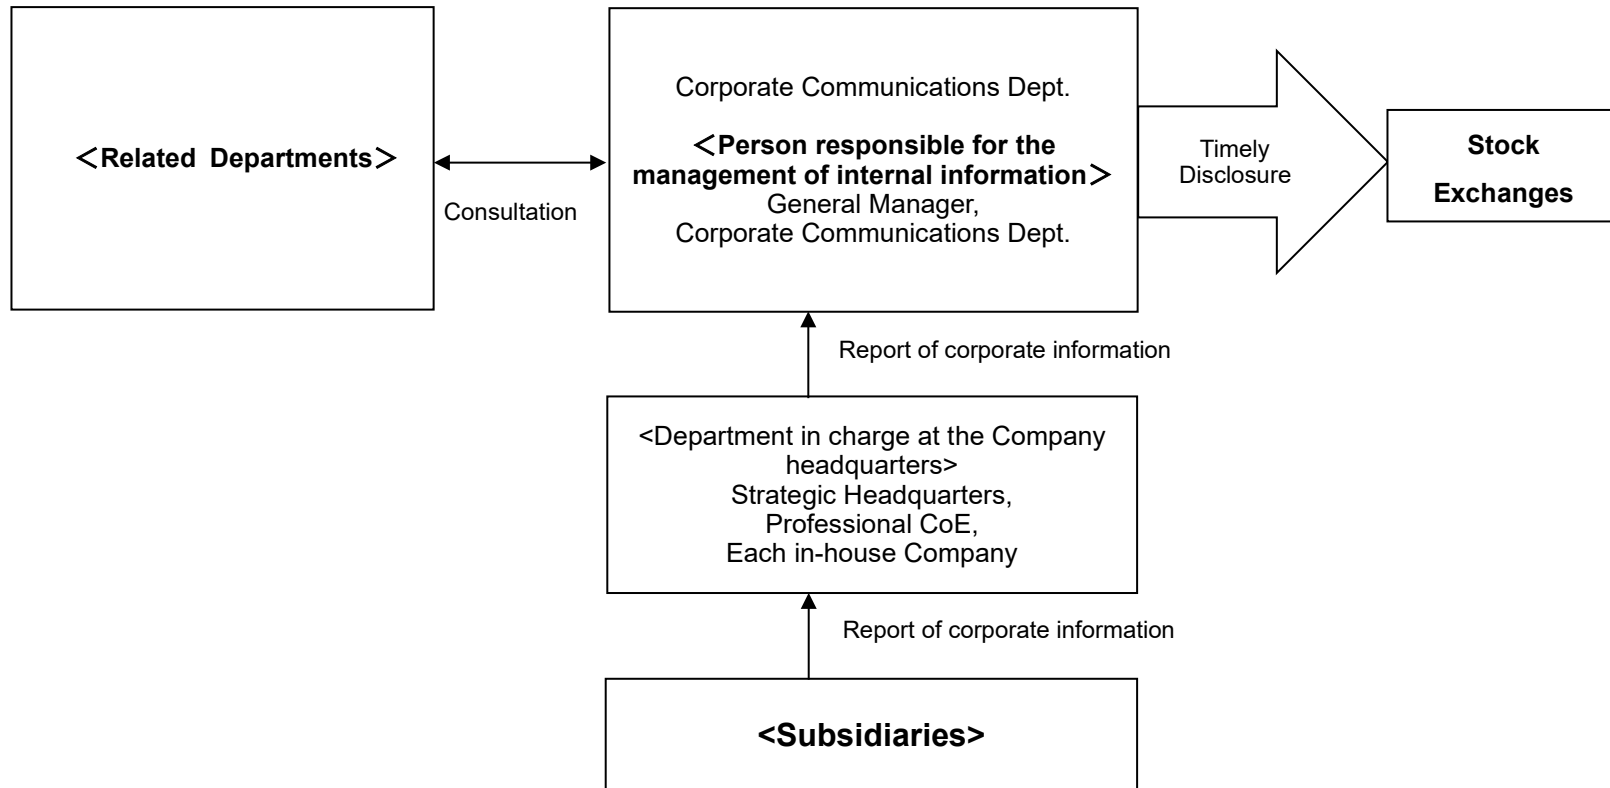 ＜Related Departments＞
Consultation
Corporate Communications Dept.
＜Person responsible for the
management of internal information＞
General Manager,
Corporate Communications Dept.
Timely
Disclosure
Stock
Exchanges
Report of corporate information
<Department in charge at the Company
headquarters>
Strategic Headquarters,
Professional CoE,
Each in-house Company
Report of corporate information
<Subsidiaries>